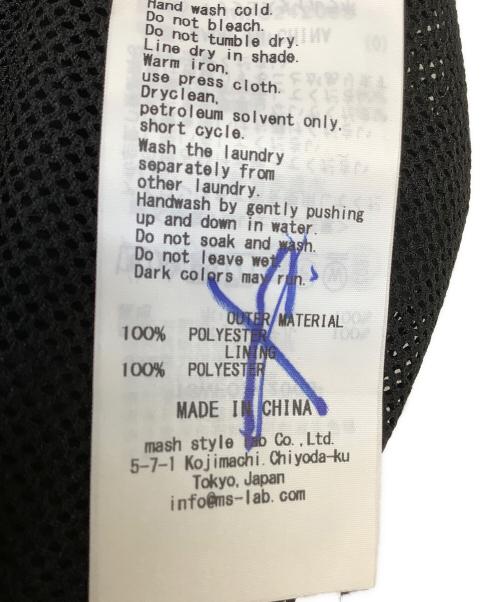 Hand wash cold.
Do not bleach.
Do not tumble dry.
Line dry in shade.
Warm iron,
use press cloth.
Dryclean,
petroleum solvent only.
short cycle.
Wash the laundry
separately from
other laundry.
Handwash by gently pushing
up and down in water.
Do not soak and wash.
Do not leave wet.
Dark colors may run.
OUTER MATERIAL
100% POLYESTER
LINING
100% POLYESTER
MADE IN CHINA
mash style lab Co.,Ltd.
5-7-1 Kojimachi.Chiyoda-ku
Tokyo,Japan
info@ms-lab.com